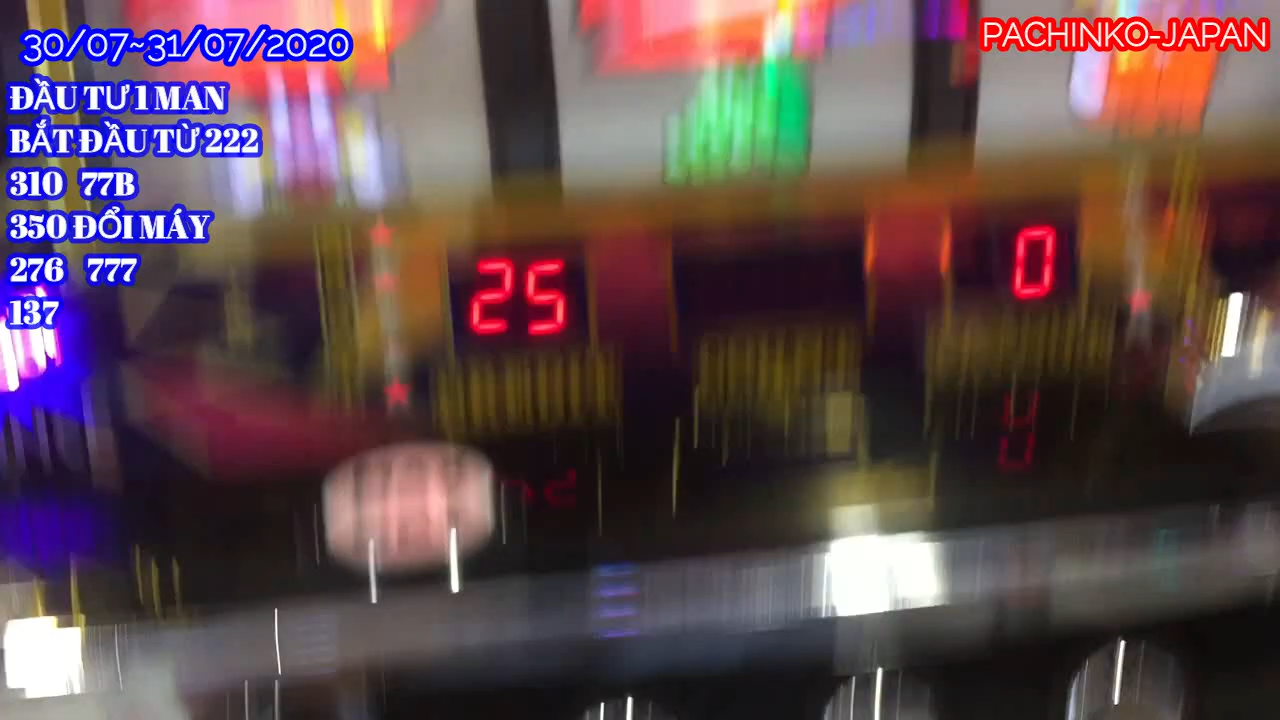 30/07~31/07/2020
PACHINKO-JAPAN
ĐẦU TƯ 1 MAN
BẮT ĐẦU TỪ 222
310 77B
350 ĐỔI MÁY
276 777
137
25
0